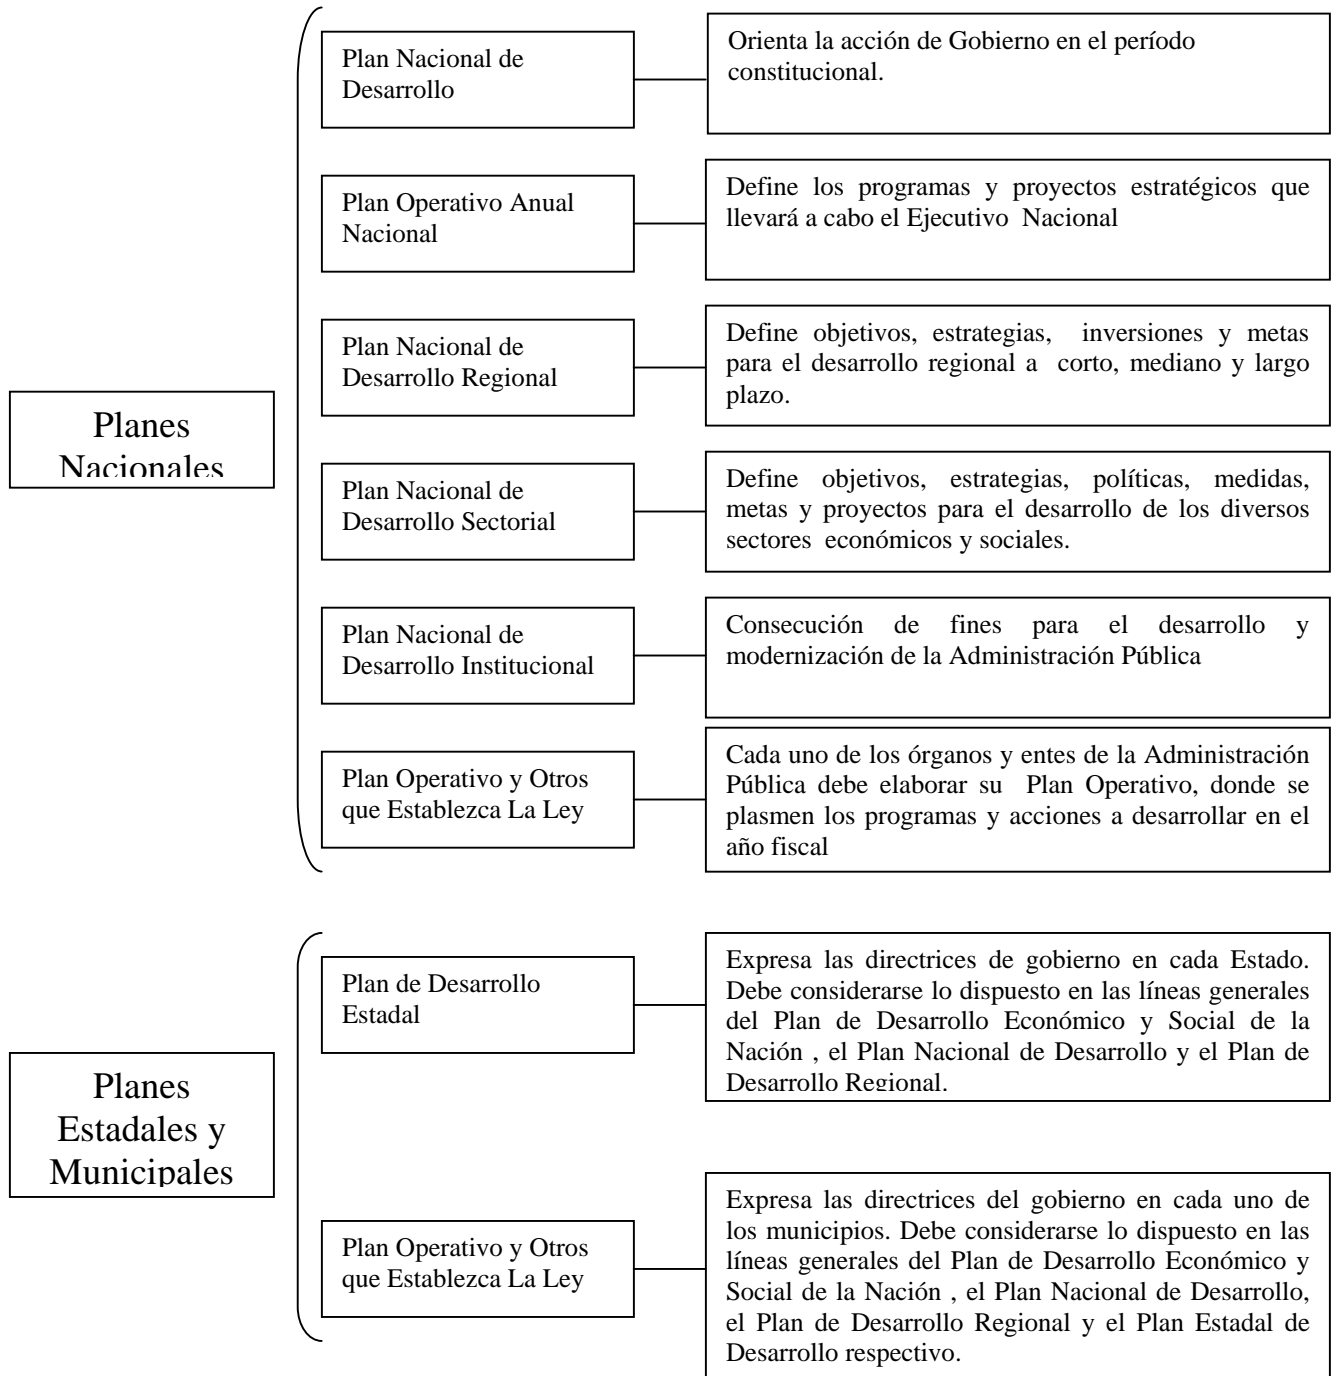 Plan Nacional de
Desarrollo
Orienta la acción de Gobierno en el período
constitucional.
Plan Operativo Anual
Nacional
Define los programas y proyectos estratégicos que
llevará a cabo el Ejecutivo Nacional
Plan Nacional de
Desarrollo Regional
Define objetivos, estrategias, inversiones y metas
para el desarrollo regional a corto, mediano y largo
plazo.
Planes
Nacionales
Plan Nacional de
Desarrollo Sectorial
Define objetivos, estrategias, políticas, medidas,
metas y proyectos para el desarrollo de los diversos
sectores económicos y sociales.
Plan Nacional de
Desarrollo Institucional
Consecución de fines para el desarrollo y
modernización de la Administración Pública
Plan Operativo y Otros
que Establezca La Ley
Cada uno de los órganos y entes de la Administración
Pública debe elaborar su Plan Operativo, donde se
plasmen los programas y acciones a desarrollar en el
año fiscal
Planes
Estadales y
Municipales
Plan de Desarrollo
Estadal
Expresa las directrices de gobierno en cada Estado.
Debe considerarse lo dispuesto en las líneas generales
del Plan de Desarrollo Económico y Social de la
Nación , el Plan Nacional de Desarrollo y el Plan de
Desarrollo Regional.
Plan Operativo y Otros
que Establezca La Ley
Expresa las directrices del gobierno en cada uno de
los municipios. Debe considerarse lo dispuesto en las
líneas generales del Plan de Desarrollo Económico y
Social de la Nación , el Plan Nacional de Desarrollo,
el Plan de Desarrollo Regional y el Plan Estadal de
Desarrollo respectivo.